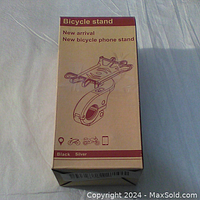 Bicycle stand
New arrival
New bicycle phone stand
Black Silver
Copyright 2024 - MaxSold.com